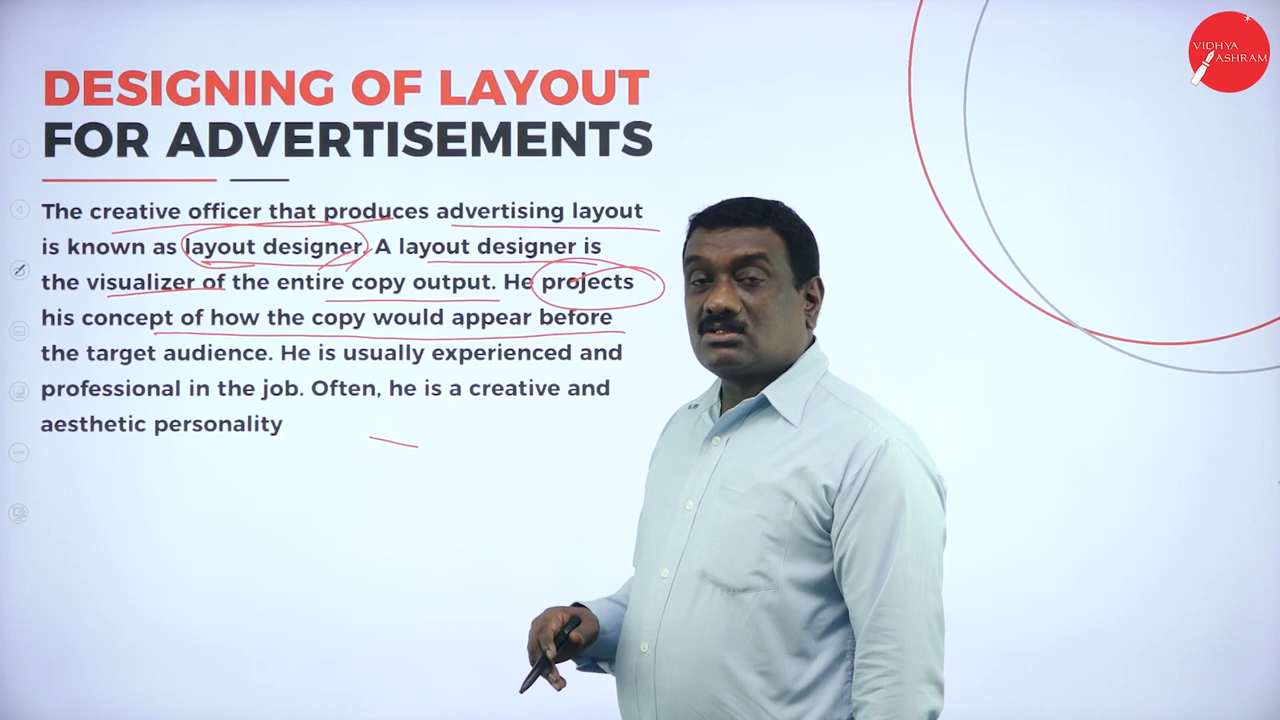 VIDHYA
ASHRAM
DESIGNING OF LAYOUT
FOR ADVERTISEMENTS
The creative officer that produces advertising layout
is known as layout designer. A layout designer is
the visualizer of the entire copy output. He projects
his concept of how the copy would appear before
the target audience. He is usually experienced and
professional in the job. Often, he is a creative and
aesthetic personality